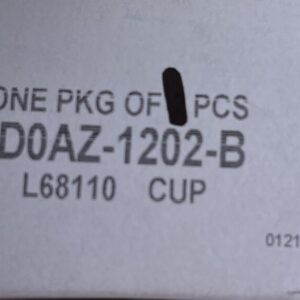 ONE PKG OF PCS
D0AZ-1202-B
L68110 CUP
0121